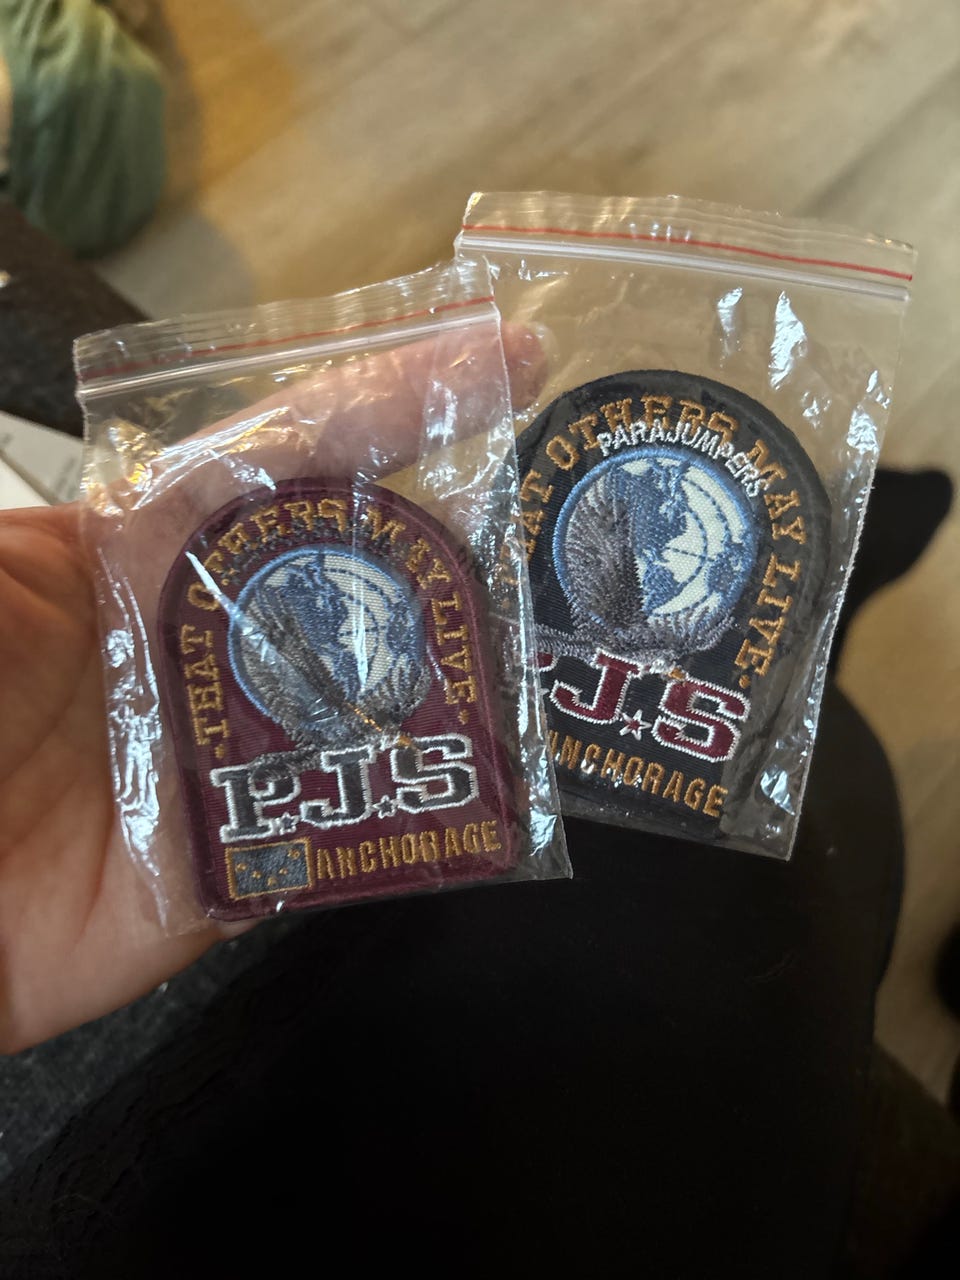 ·THAT OTHERS MAY LIVE·
P.J.'S
ANCHORAGE
THAT OTHERS MAY LIVE·
PARAJUMPERS
J.'S
ANCHORAGE